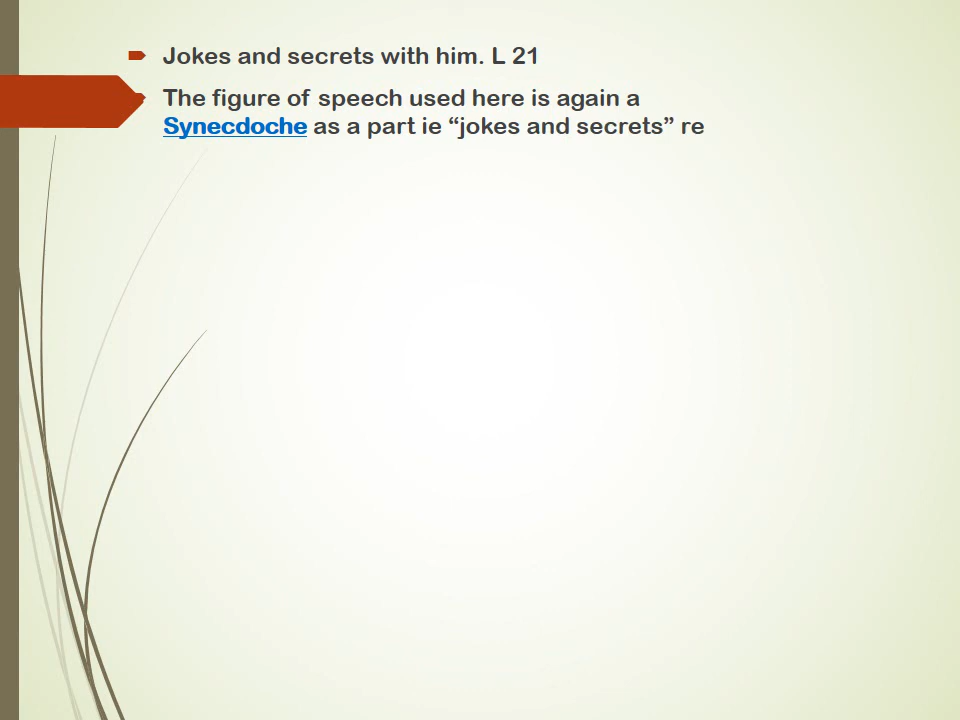 Jokes and secrets with him. L 21
The figure of speech used here is again a
Synecdoche as a part ie “jokes and secrets” re